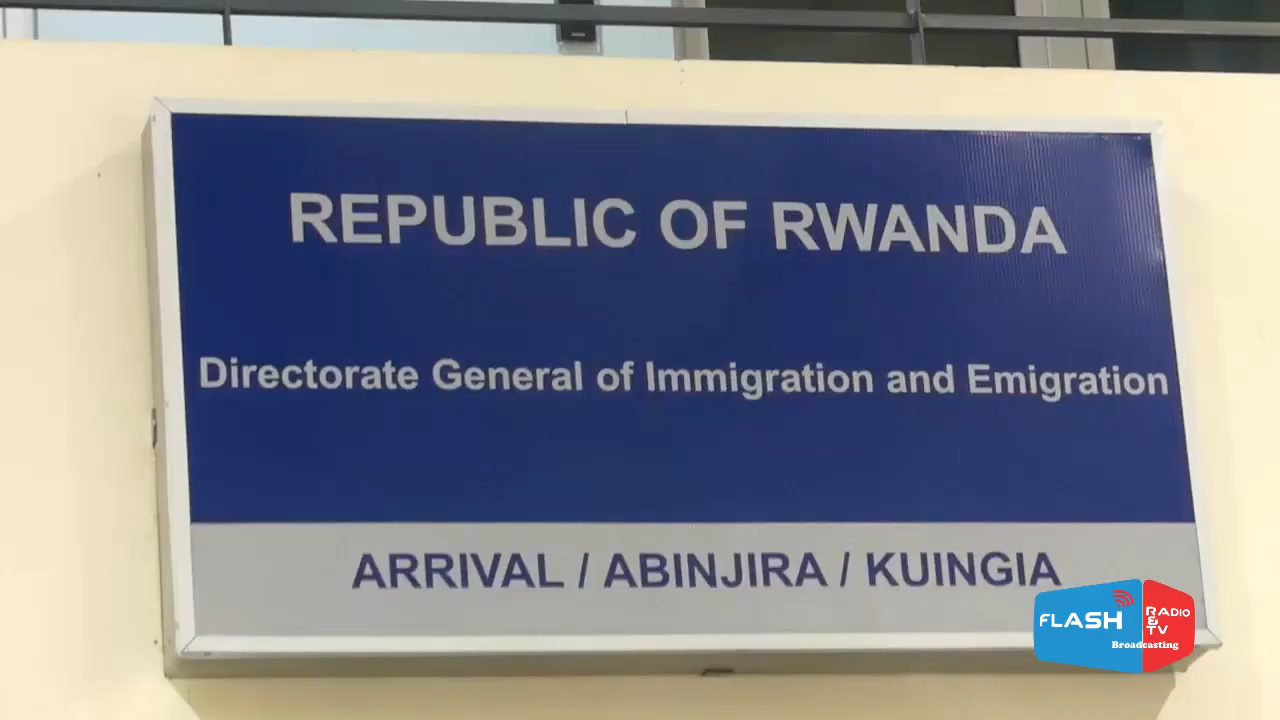 REPUBLIC OF RWANDA
Directorate General of Immigration and Emigration
ARRIVAL / ABINJIRA / KUINGIA
FLASH RADIO & TV
Broadcasting